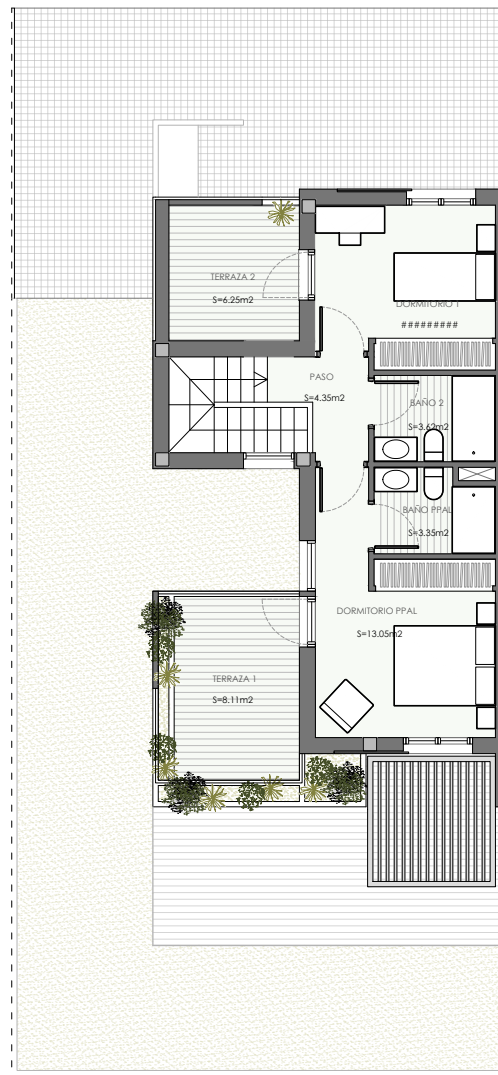 TERRAZA 2
S=6.25m2
DORMITORIO 1
#########
PASO
S=4.35m2
BAÑO 2
S=3.62m2
BAÑO PPAL
S=3.35m2
DORMITORIO PPAL
S=13.05m2
TERRAZA 1
S=8.11m2